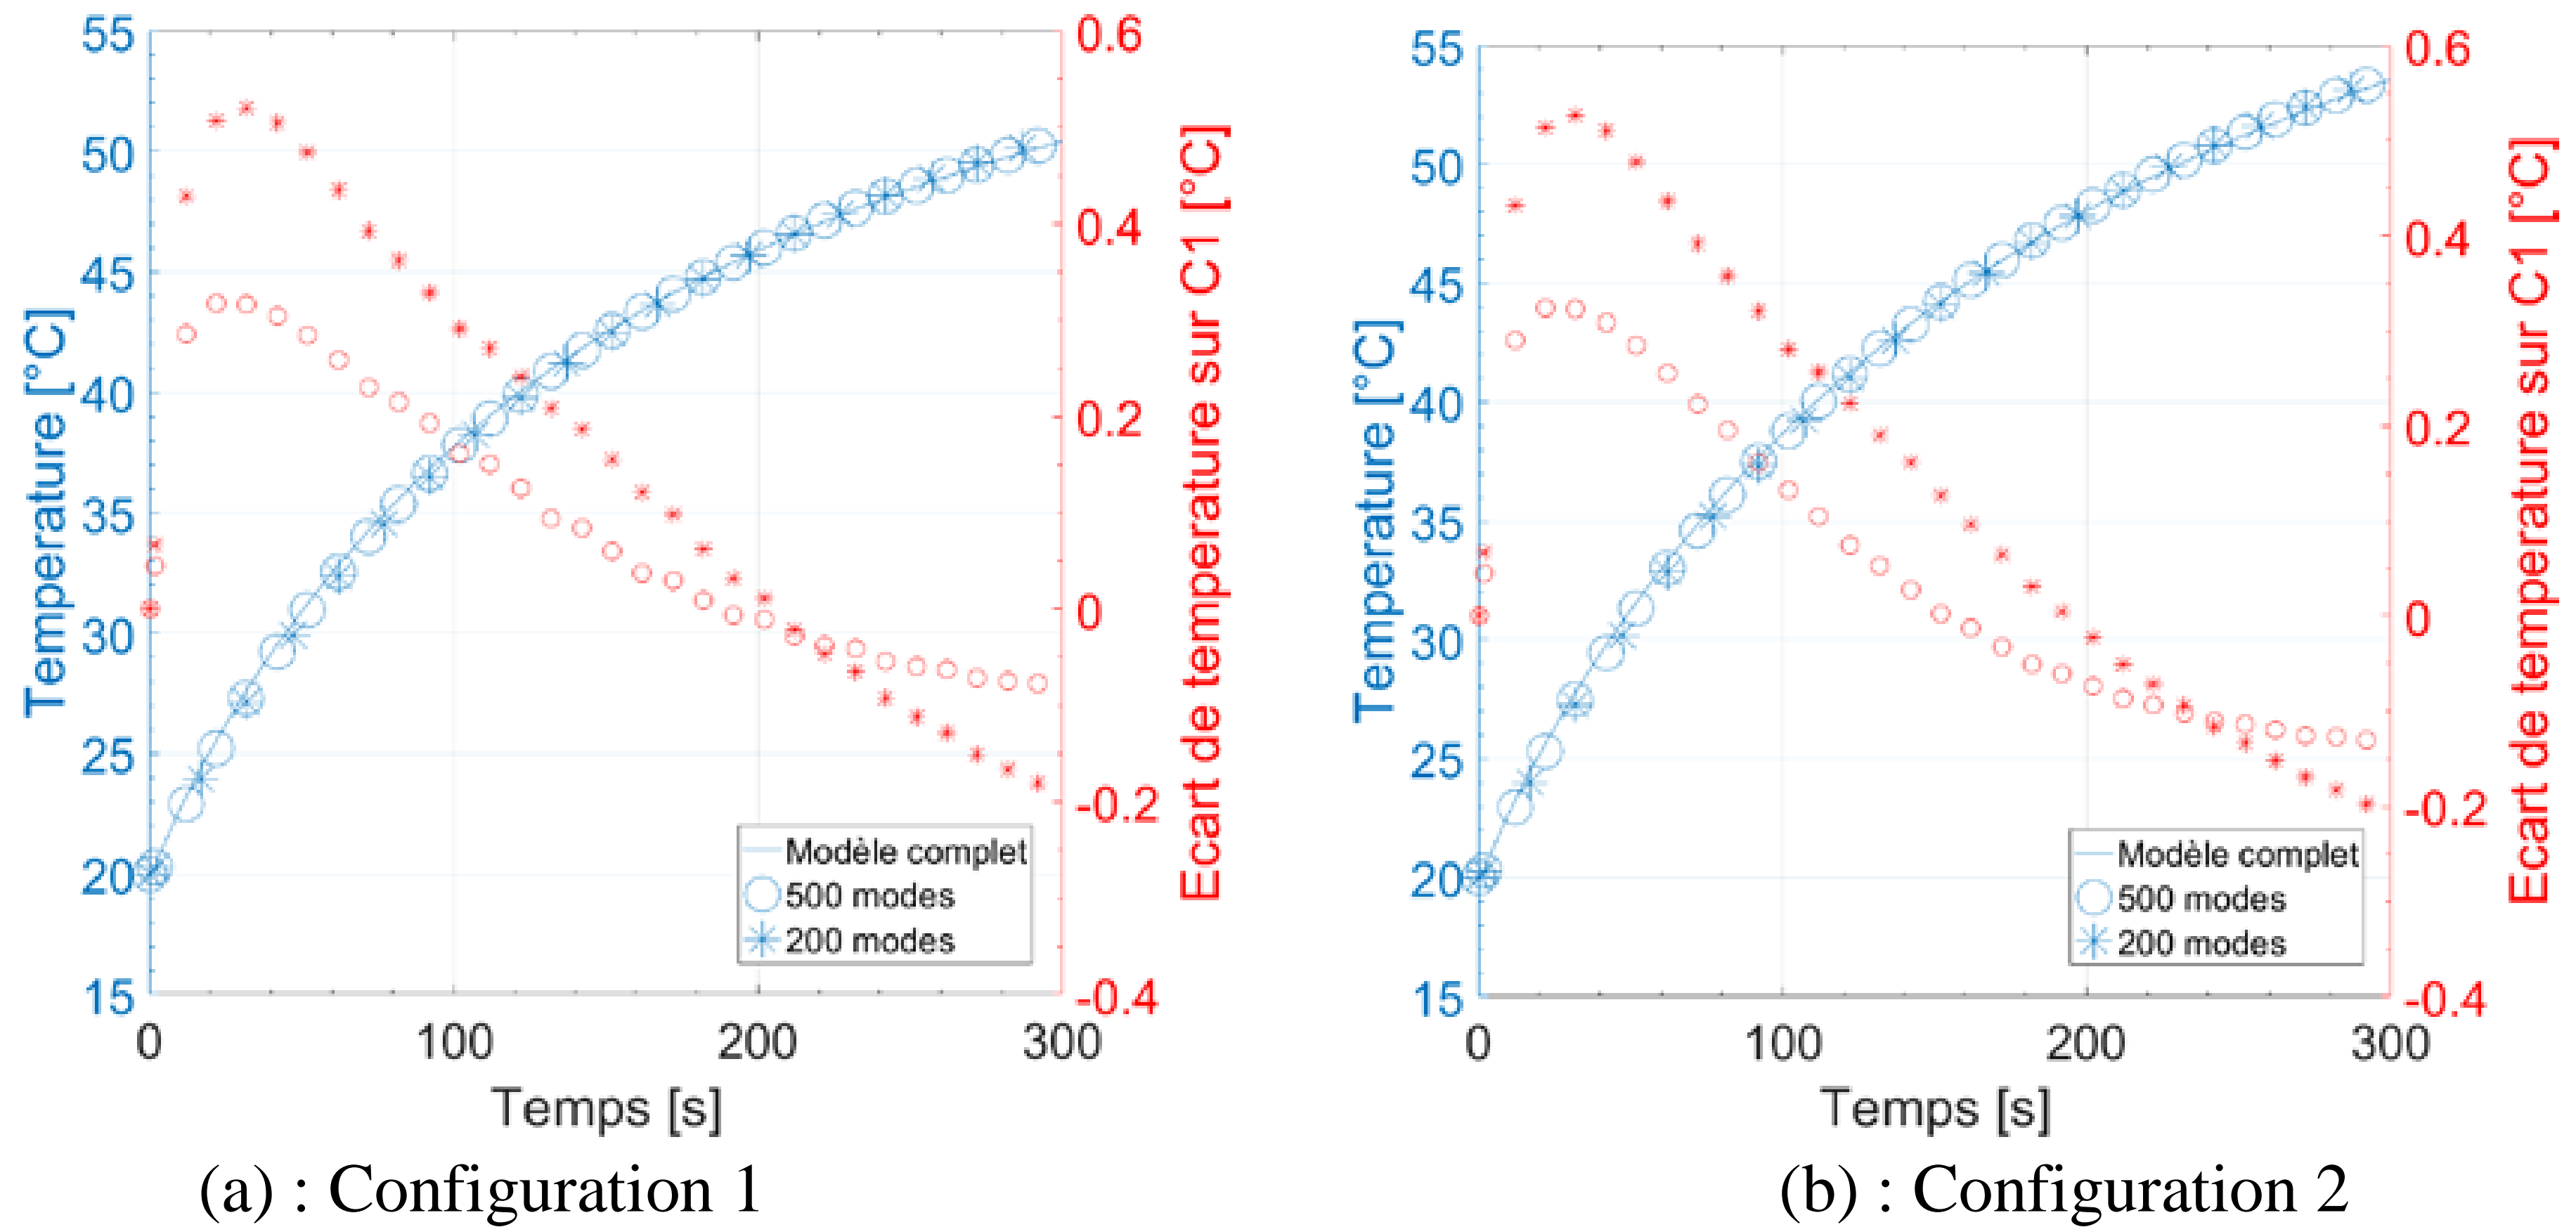 55
50
45
40
35
30
25
20
15
Temperature [°C]
0.6
0.4
0.2
0
-0.2
-0.4
Ecart de temperature sur C1 [°C]
Modèle complet
500 modes
200 modes
0
100
200
300
Temps [s]
(a) : Configuration 1
55
50
45
40
35
30
25
20
15
Temperature [°C]
0.6
0.4
0.2
0
-0.2
-0.4
Ecart de temperature sur C1 [°C]
Modèle complet
500 modes
200 modes
0
100
200
300
Temps [s]
(b) : Configuration 2